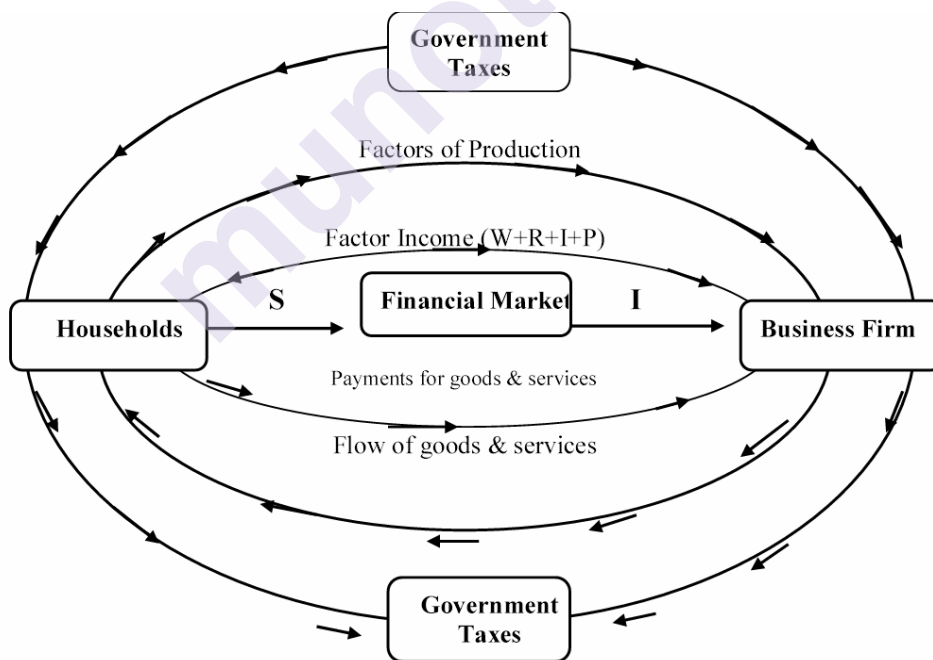 Government
Taxes
Factors of Production
Factor Income (W+R+I+P)
S
Financial Market
I
Households
Business Firm
Payments for goods & services
Flow of goods & services
Government
Taxes